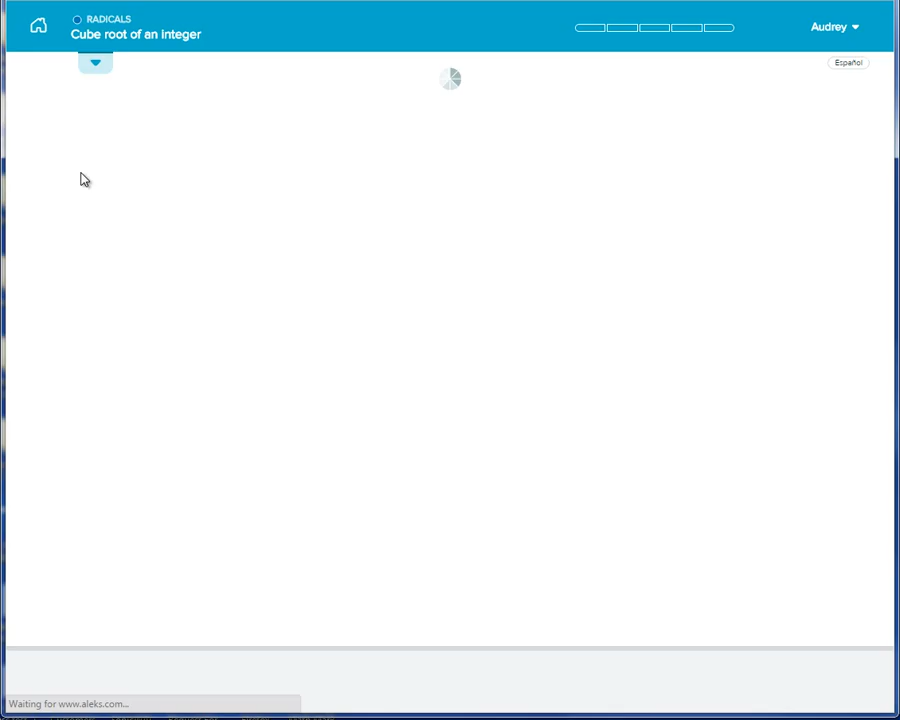 RADICALS
Cube root of an integer
Audrey
Español
Waiting for www.aleks.com...